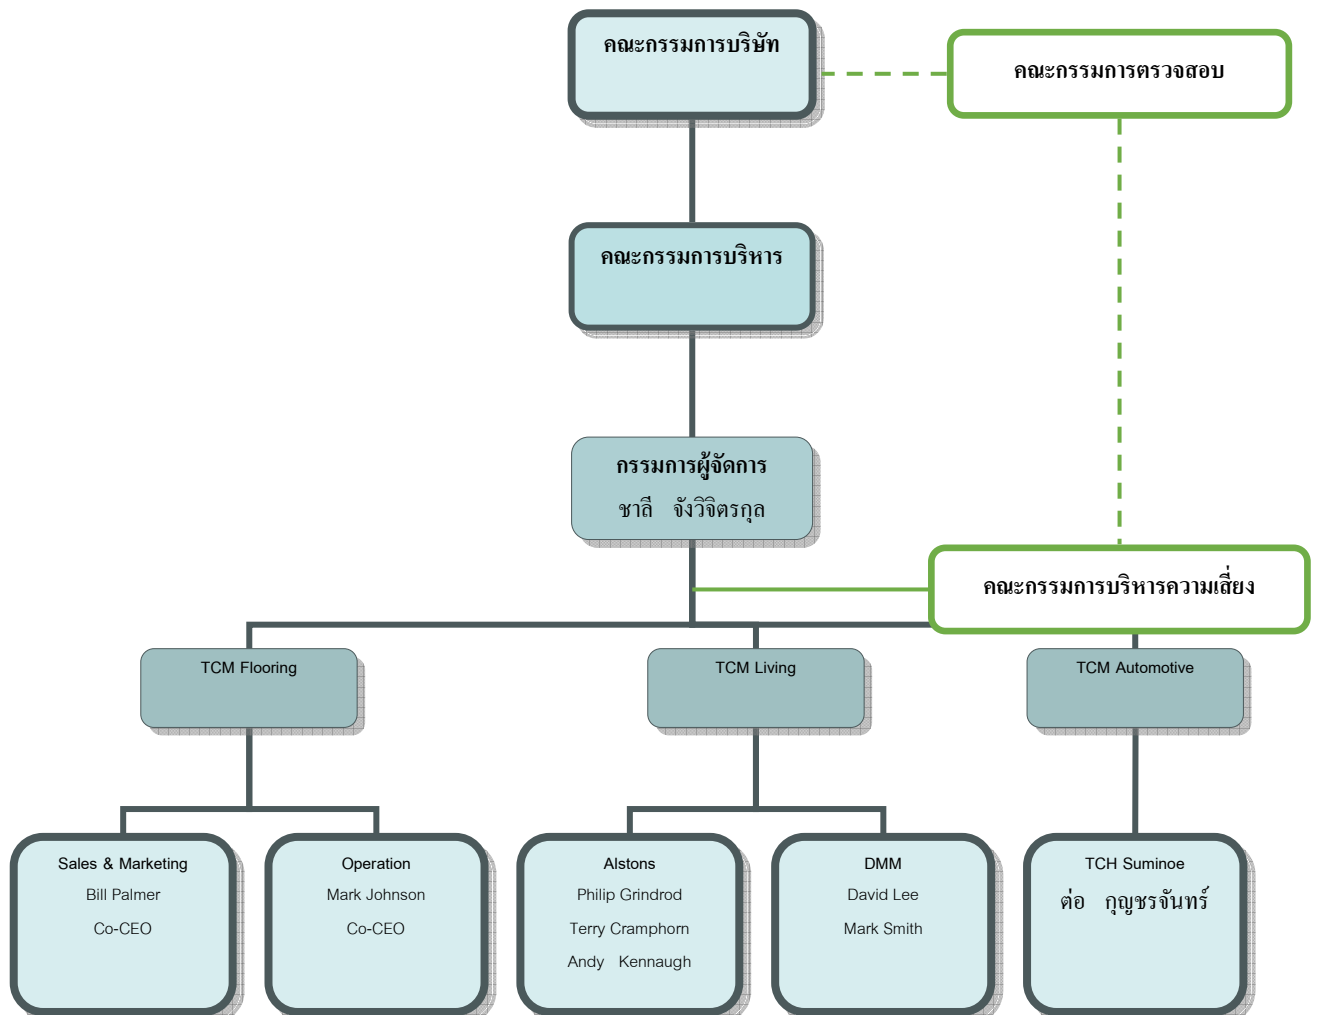 คณะกรรมการบริษัท
คณะกรรมการตรวจสอบ
คณะกรรมการบริหาร
กรรมการผู้จัดการ
ชาลี จังวิจิตรกุล
คณะกรรมการบริหารความเสี่ยง
TCM Flooring
TCM Living
TCM Automotive
Sales & Marketing
Bill Palmer
Co-CEO
Operation
Mark Johnson
Co-CEO
Alstons
Philip Grindrod
Terry Cramphorn
Andy Kennaugh
DMM
David Lee
Mark Smith
TCH Suminoe
ต่อ กุญชรจันทร์